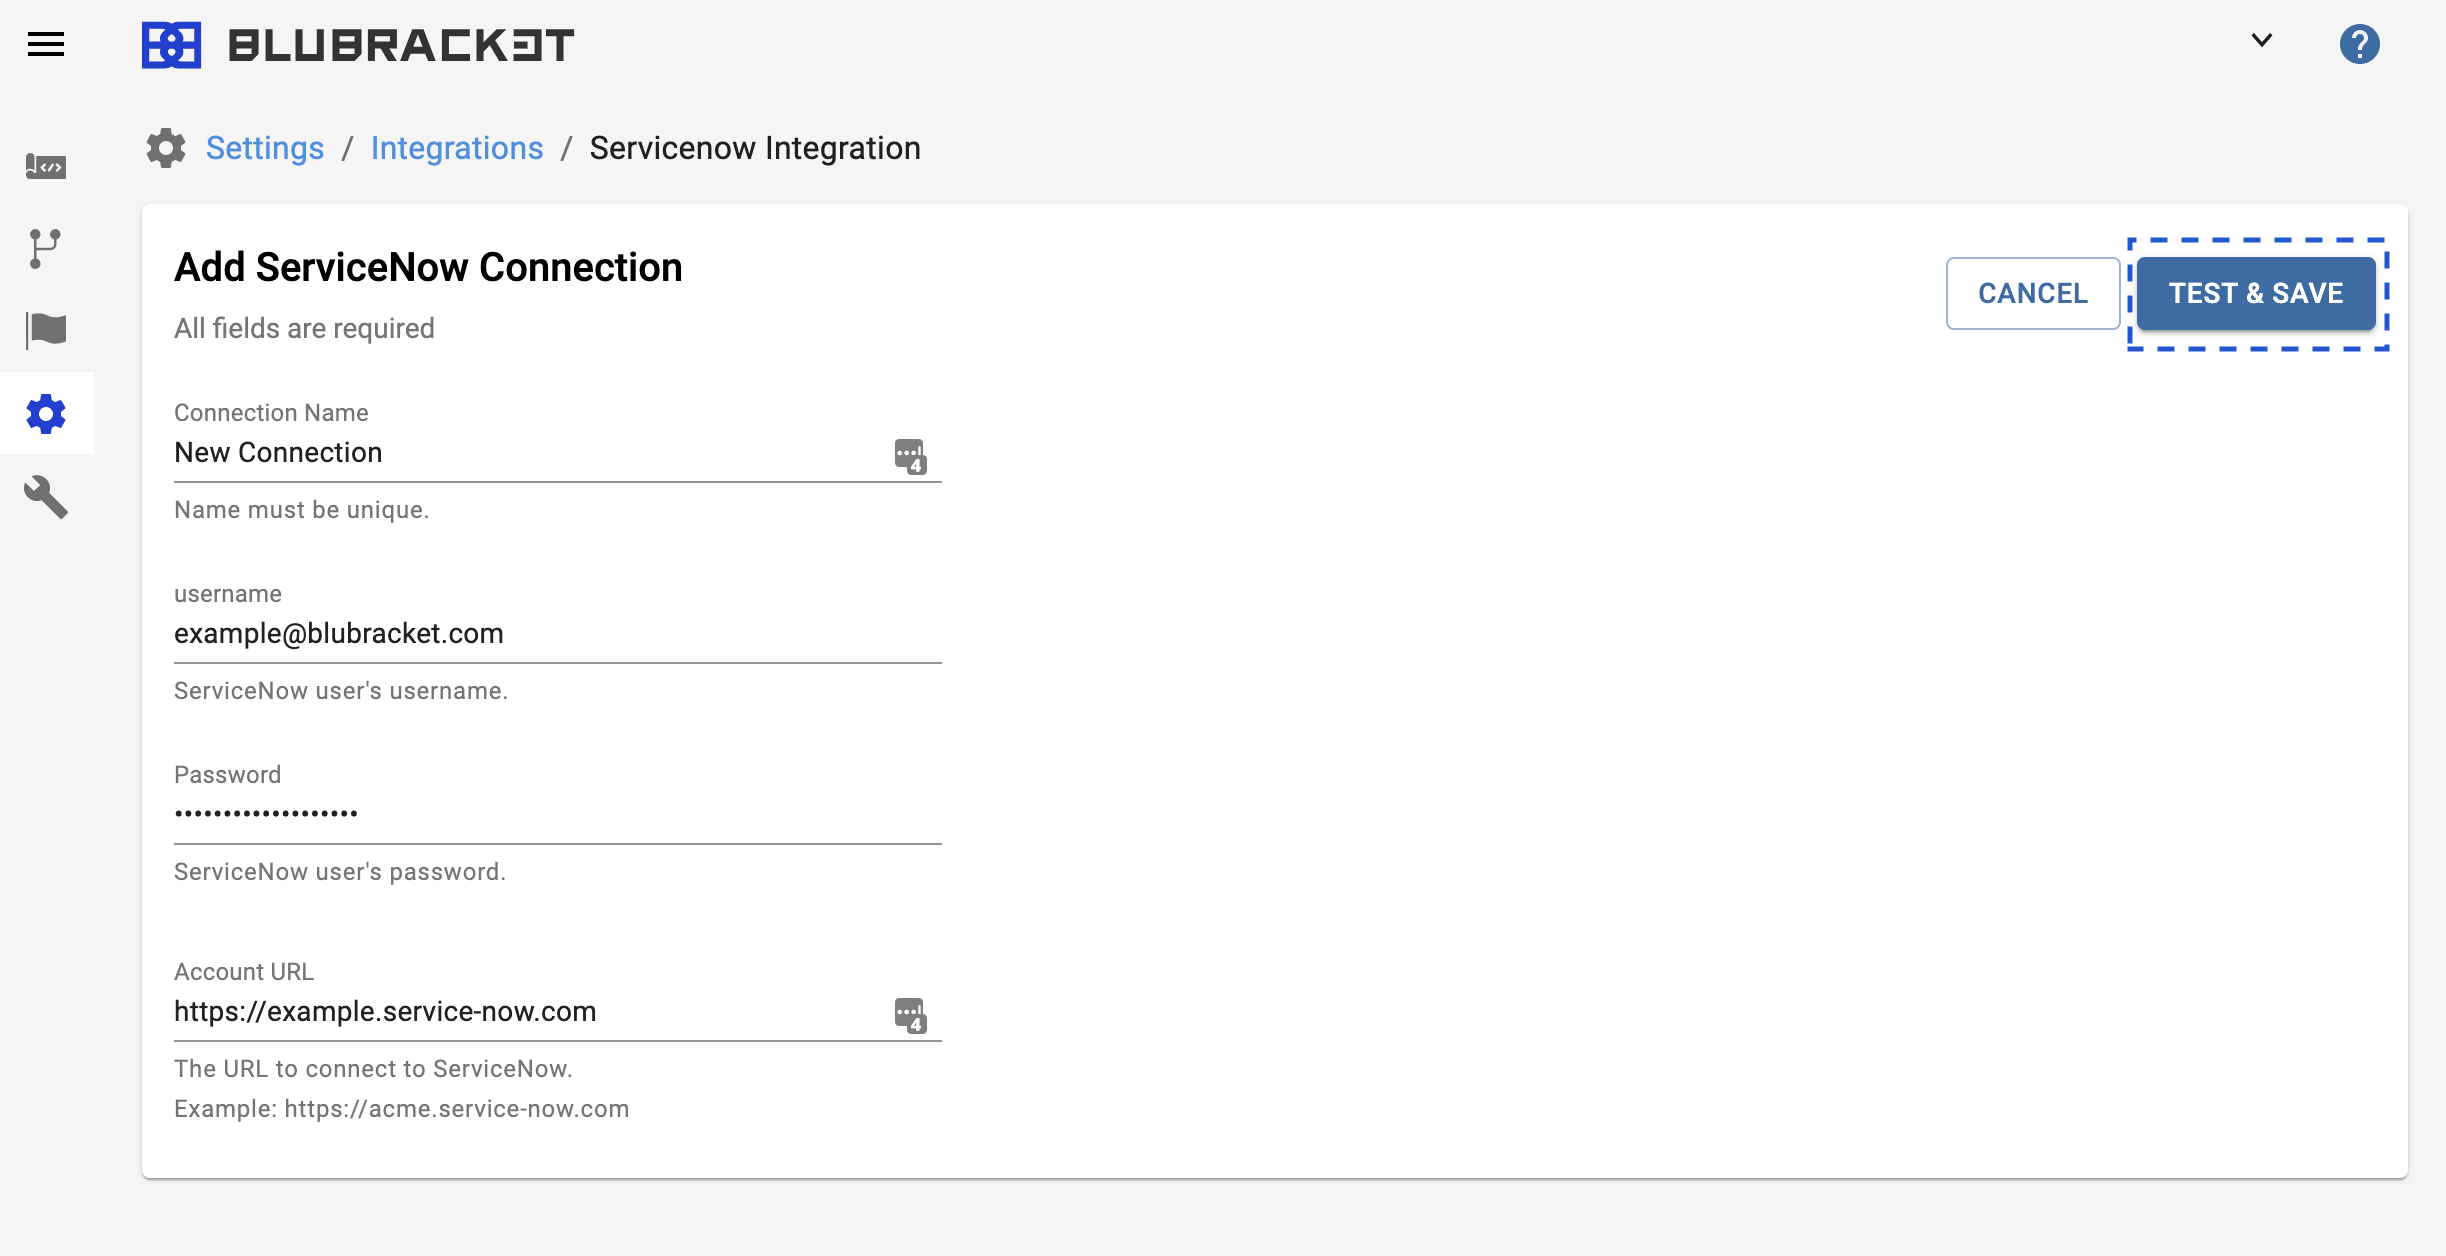 BLUBRACKET
Settings / Integrations / Servicenow Integration
Add ServiceNow Connection
All fields are required
CANCEL
TEST & SAVE
Connection Name
New Connection
4
Name must be unique.
username
example@blubracket.com
ServiceNow user's username.
Password
••••••••••••••••••
ServiceNow user's password.
Account URL
https://example.service-now.com
4
The URL to connect to ServiceNow.
Example: https://acme.service-now.com